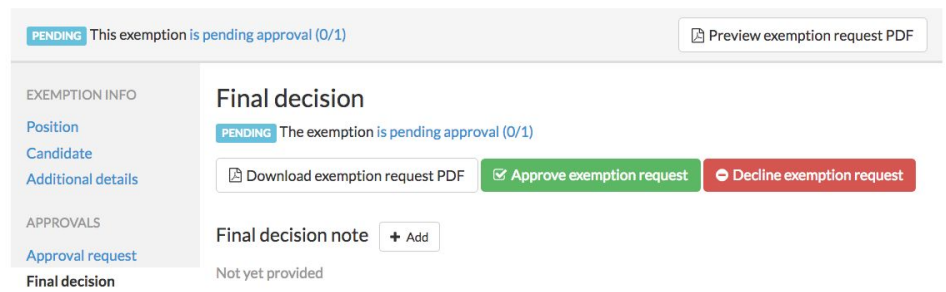 PENDING This exemption is pending approval (0/1)
Preview exemption request PDF
EXEMPTION INFO
Position
Candidate
Additional details
APPROVALS
Approval request
Final decision
Final decision
PENDING The exemption is pending approval (0/1)
Download exemption request PDF
Approve exemption request
Decline exemption request
Final decision note
+ Add
Not yet provided